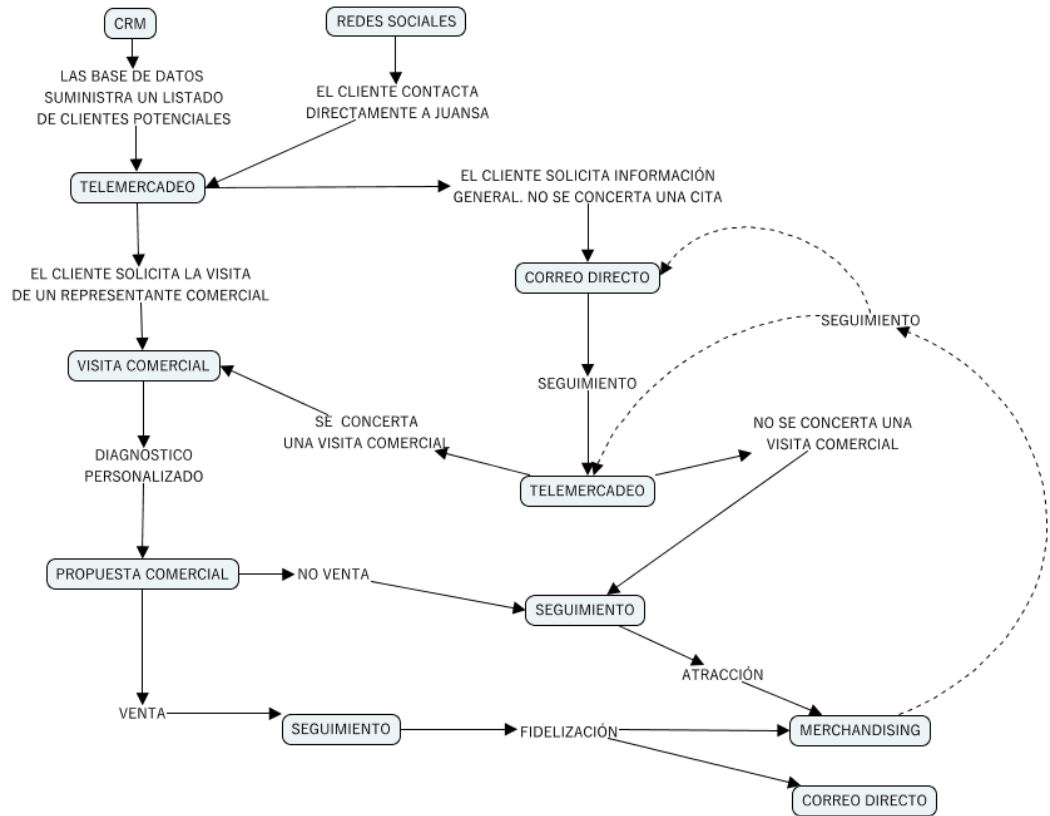 CRM
REDES SOCIALES
LAS BASE DE DATOS
SUMINISTRA UN LISTADO
DE CLIENTES POTENCIALES
EL CLIENTE CONTACTA
DIRECTAMENTE A JUANSA
TELEMERCADEO
EL CLIENTE SOLICITA INFORMACIÓN
GENERAL. NO SE CONCERTA UNA CITA
EL CLIENTE SOLICITA LA VISITA
DE UN REPRESENTANTE COMERCIAL
CORREO DIRECTO
SEGUIMIENTO
VISITA COMERCIAL
SEGUIMIENTO
SE CONCERTA
UNA VISITA COMERCIAL
NO SE CONCERTA UNA
VISITA COMERCIAL
DIAGNOSTICO
PERSONALIZADO
TELEMERCADEO
PROPUESTA COMERCIAL
NO VENTA
SEGUIMIENTO
ATRACCIÓN
VENTA
SEGUIMIENTO
FIDELIZACIÓN
MERCHANDISING
CORREO DIRECTO